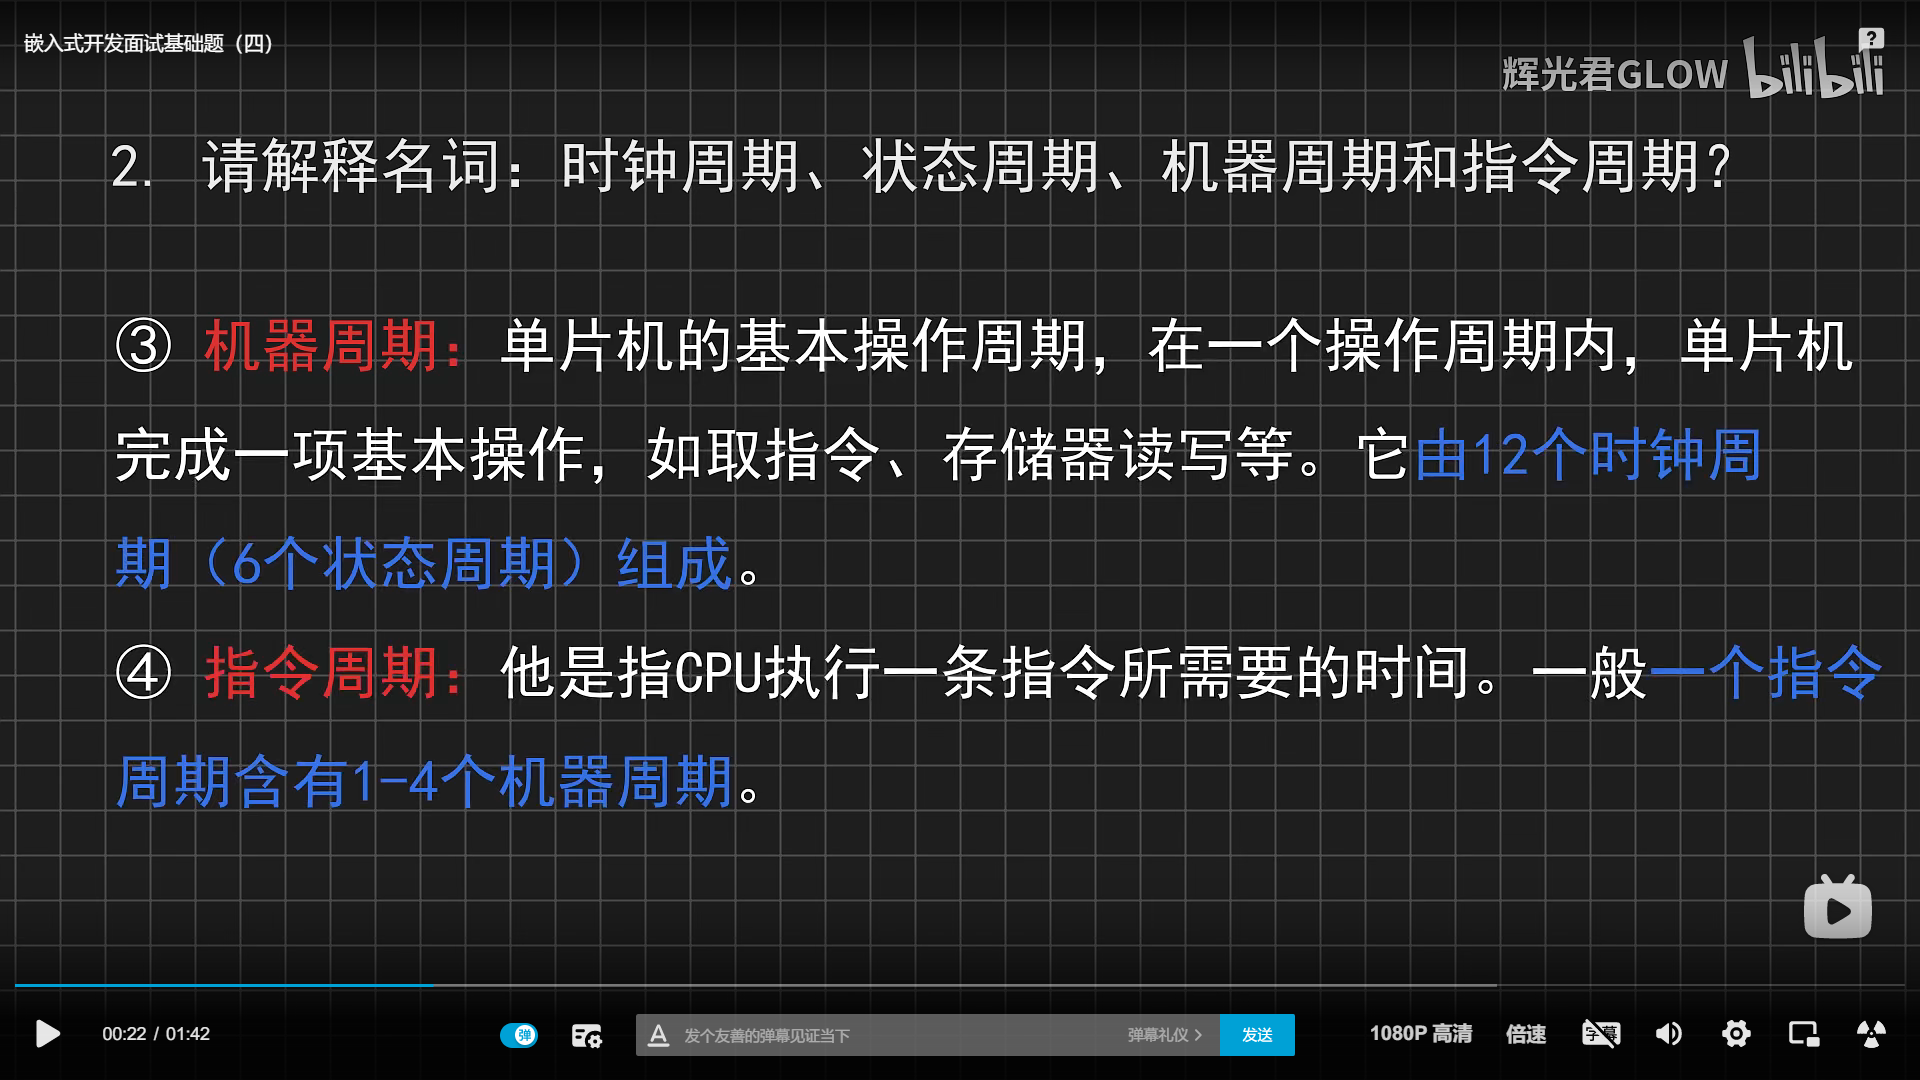 嵌入式开发面试基础题（四）
辉光君GLOW bilibili
?
2. 请解释名词：时钟周期、状态周期、机器周期和指令周期？
③ 机器周期：单片机的基本操作周期，在一个操作周期内，单片机
完成一项基本操作，如取指令、存储器读写等。它由12个时钟周
期（6个状态周期）组成。
④ 指令周期：他是指CPU执行一条指令所需要的时间。一般一个指令
周期含有1-4个机器周期。
00:22 / 01:42
弹
A 发个友善的弹幕见证当下
弹幕礼仪 >
发送
1080P 高清
倍速
字幕